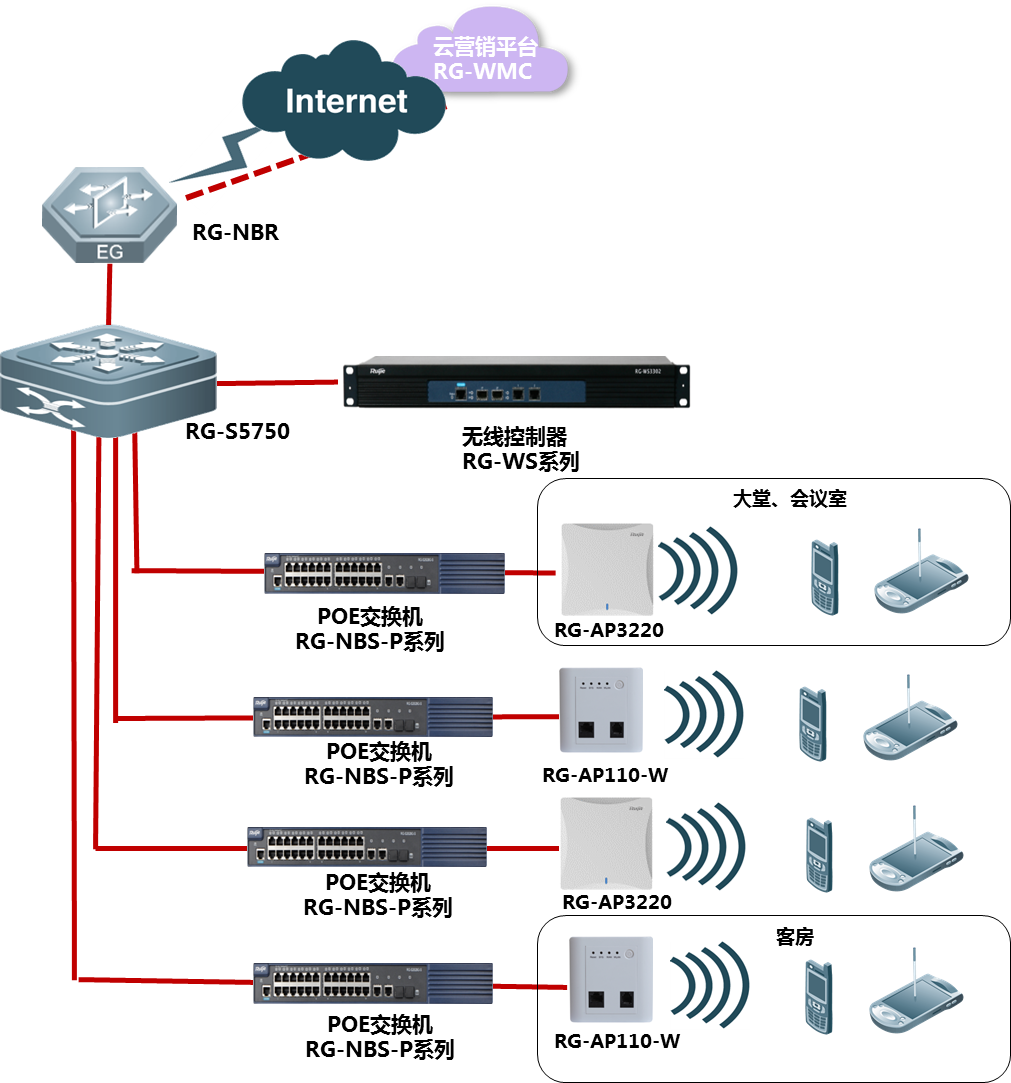 云营销平台
RG-WMC
Internet
RG-NBR
EG
RG-S5750
Ruijie
RG-WS3302
无线控制器
RG-WS系列
大堂、会议室
POE交换机
RG-NBS-P系列
RG-AP3220
POE交换机
RG-NBS-P系列
RG-AP110-W
POE交换机
RG-NBS-P系列
RG-AP3220
客房
POE交换机
RG-NBS-P系列
RG-AP110-W